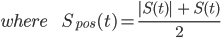 where S_pos(t) = (|S(t)| + S(t)) / 2